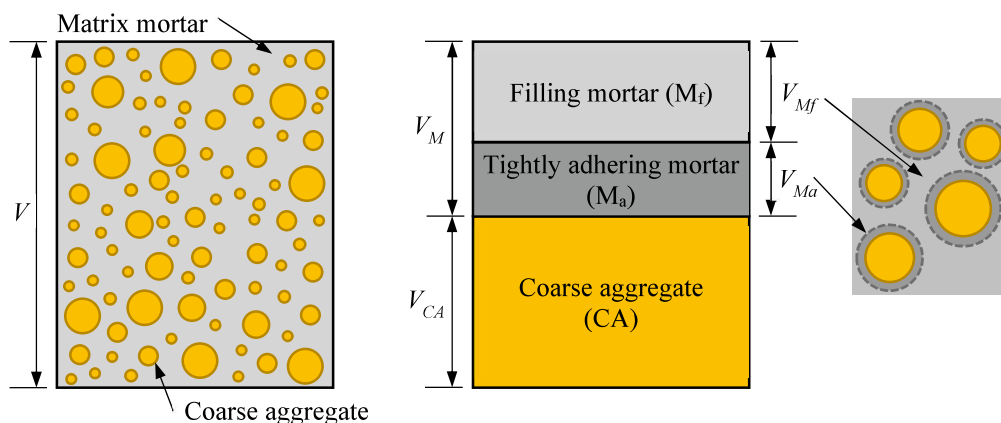 Matrix mortar
V
Coarse aggregate
V_M
V_CA
Filling mortar (M_f)
Tightly adhering mortar
(M_a)
Coarse aggregate
(CA)
V_Mf
V_Ma